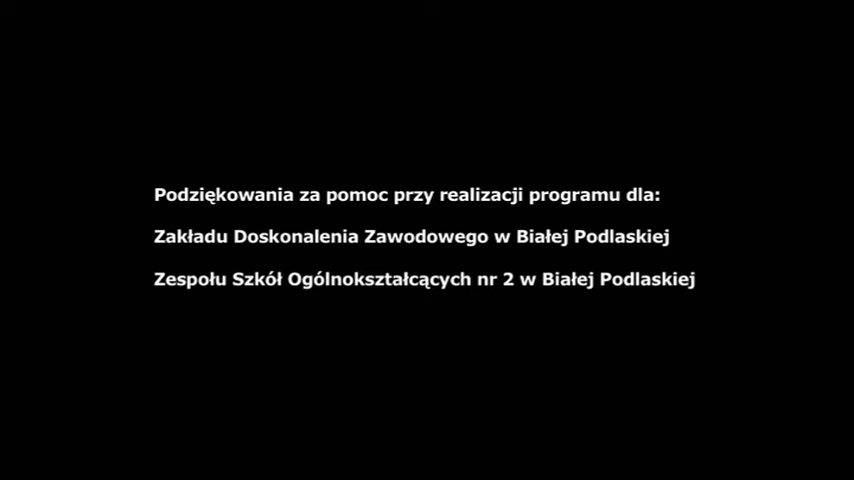 Podziękowania za pomoc przy realizacji programu dla:
Zakładu Doskonalenia Zawodowego w Białej Podlaskiej
Zespołu Szkół Ogólnokształcących nr 2 w Białej Podlaskiej